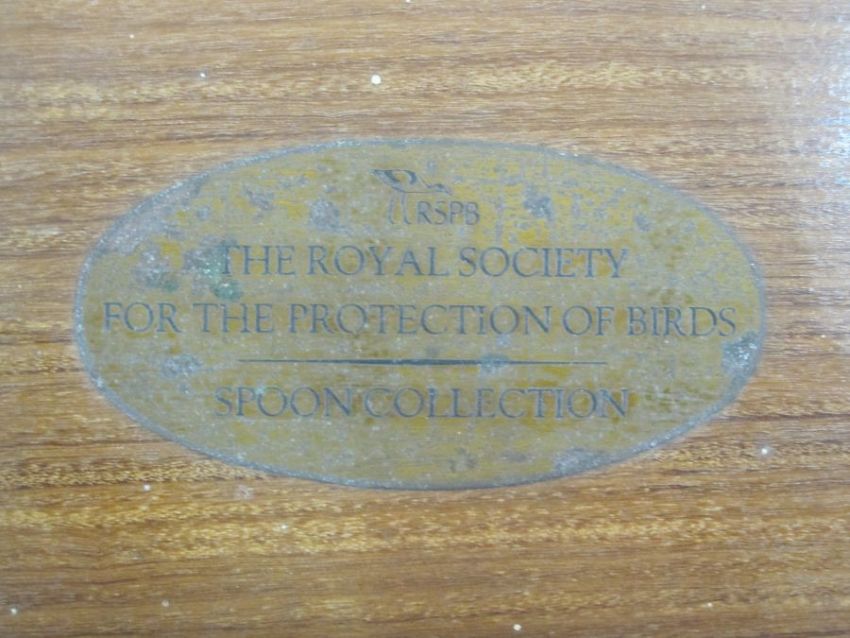 RSPB
THE ROYAL SOCIETY
FOR THE PROTECTION OF BIRDS
SPOON COLLECTION